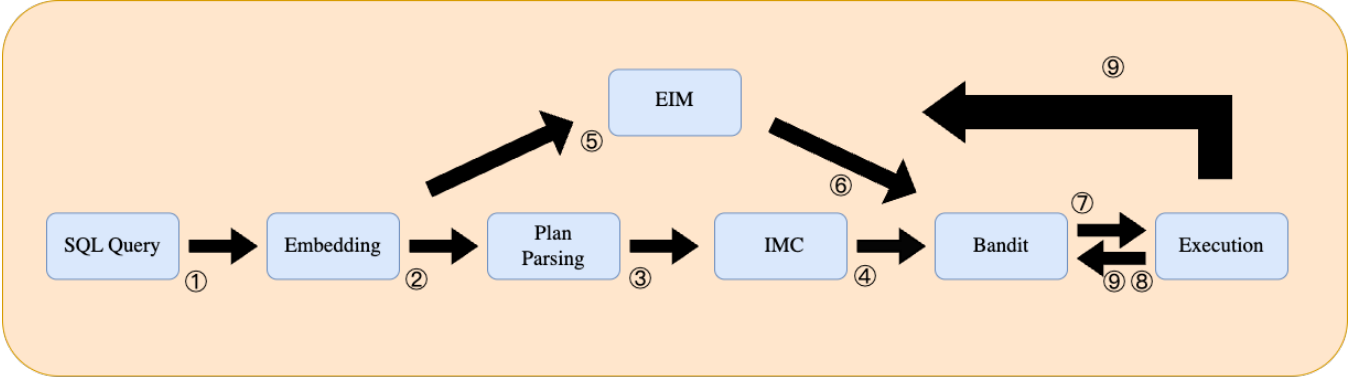 ⑨
EIM
⑤
⑥
⑦
SQL Query
Embedding
Plan
Parsing
IMC
Bandit
Execution
①
②
③
④
⑨ ⑧